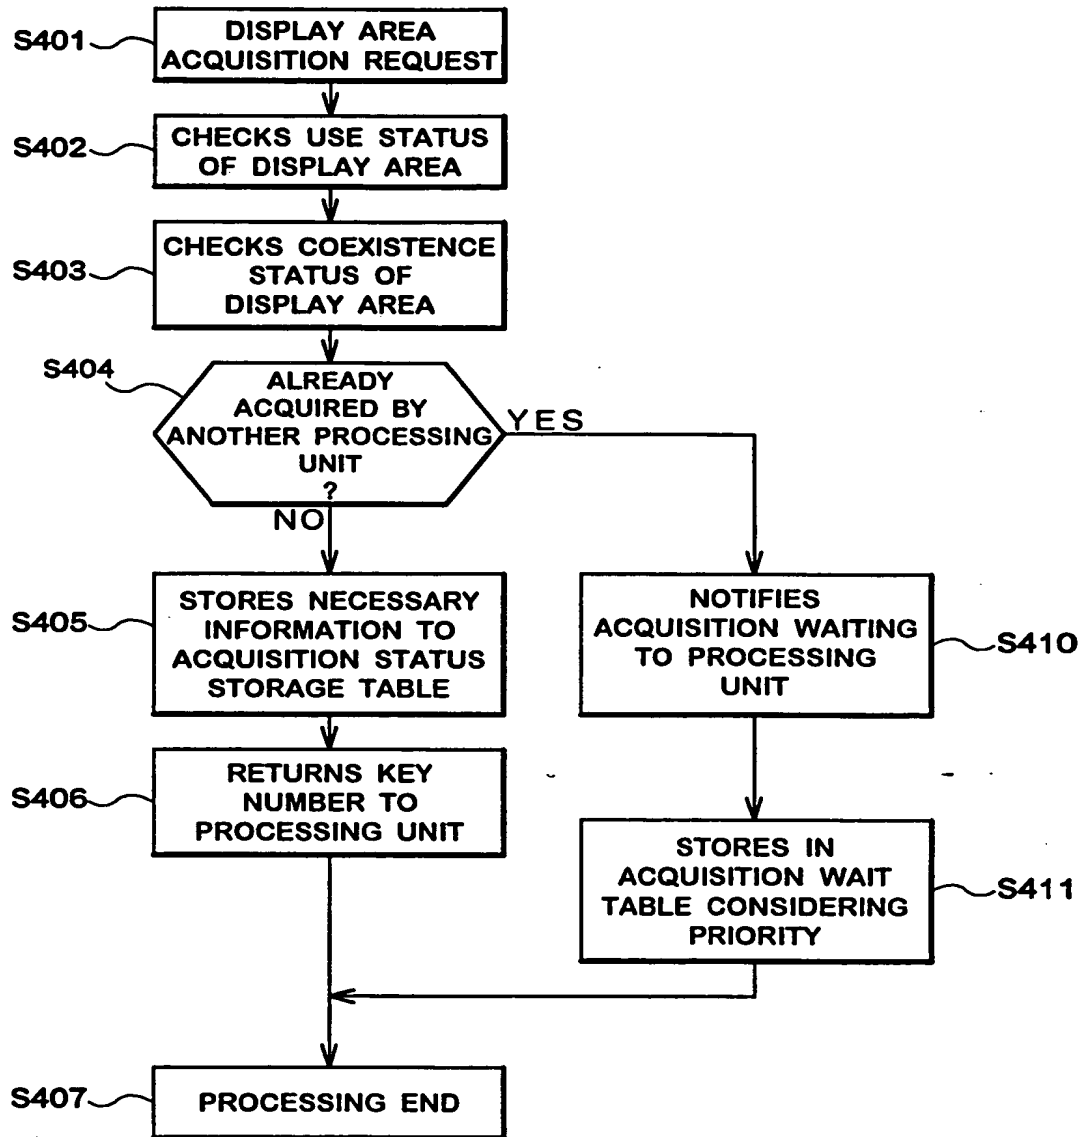 S401
DISPLAY AREA
ACQUISITION REQUEST
S402
CHECKS USE STATUS
OF DISPLAY AREA
S403
CHECKS COEXISTENCE
STATUS OF
DISPLAY AREA
S404
ALREADY
ACQUIRED BY
ANOTHER PROCESSING
UNIT
?
YES
NO
S405
STORES NECESSARY
INFORMATION TO
ACQUISITION STATUS
STORAGE TABLE
NOTIFIES
ACQUISITION WAITING
TO PROCESSING
UNIT
S410
S406
RETURNS KEY
NUMBER TO
PROCESSING UNIT
STORES IN
ACQUISITION WAIT
TABLE CONSIDERING
PRIORITY
S411
S407
PROCESSING END